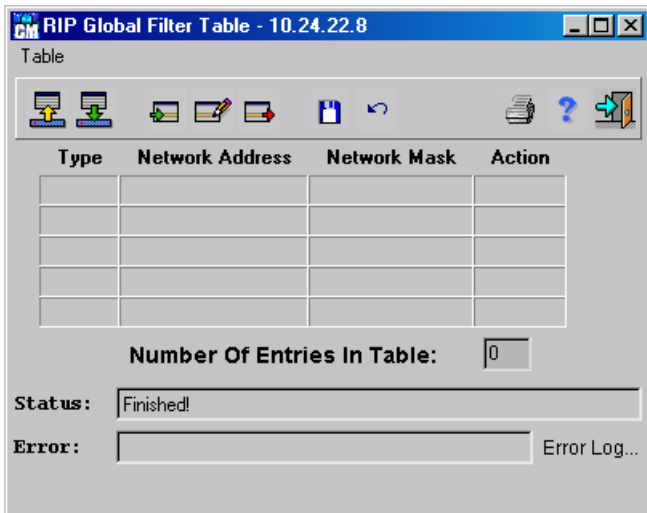 GM RIP Global Filter Table - 10.24.22.8
Table
Type Network Address Network Mask Action
Number Of Entries In Table: 0
Status: Finished!
Error: Error Log...